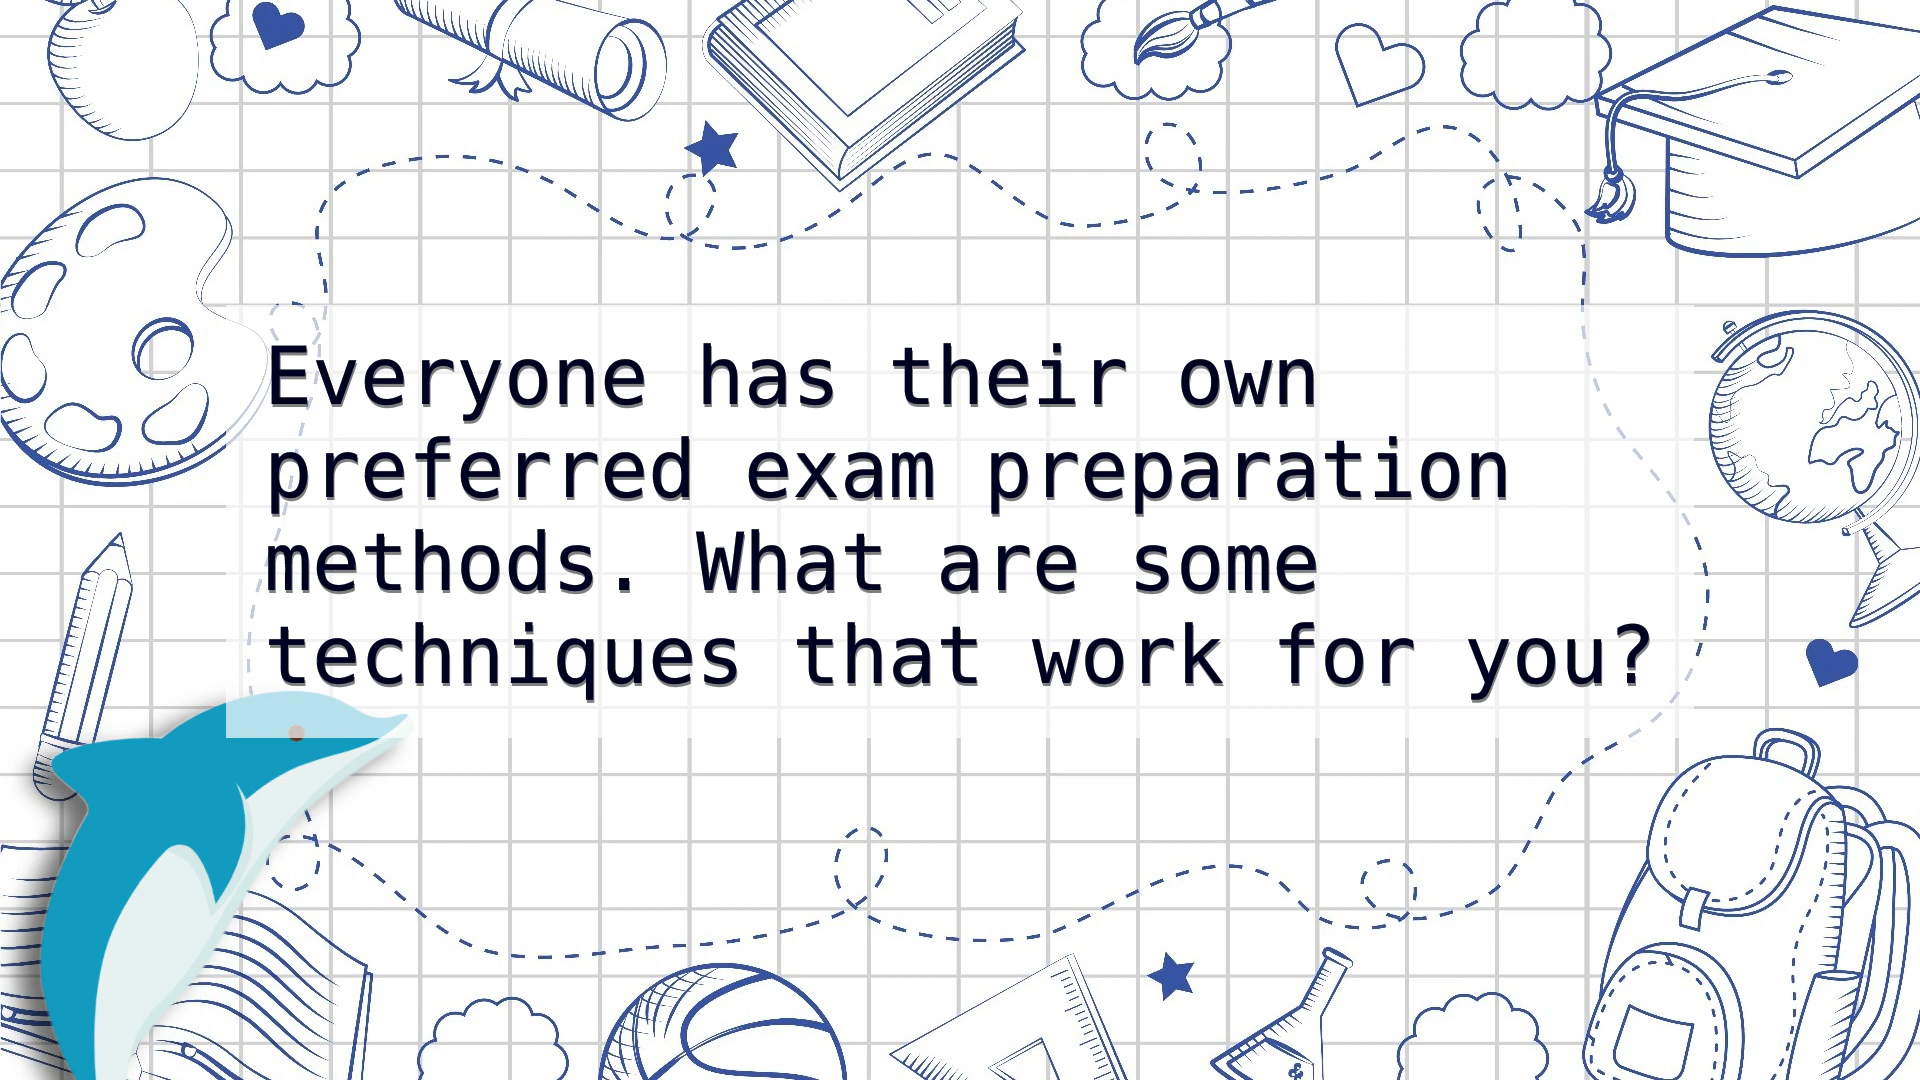 Everyone has their own
preferred exam preparation
methods. What are some
techniques that work for you?